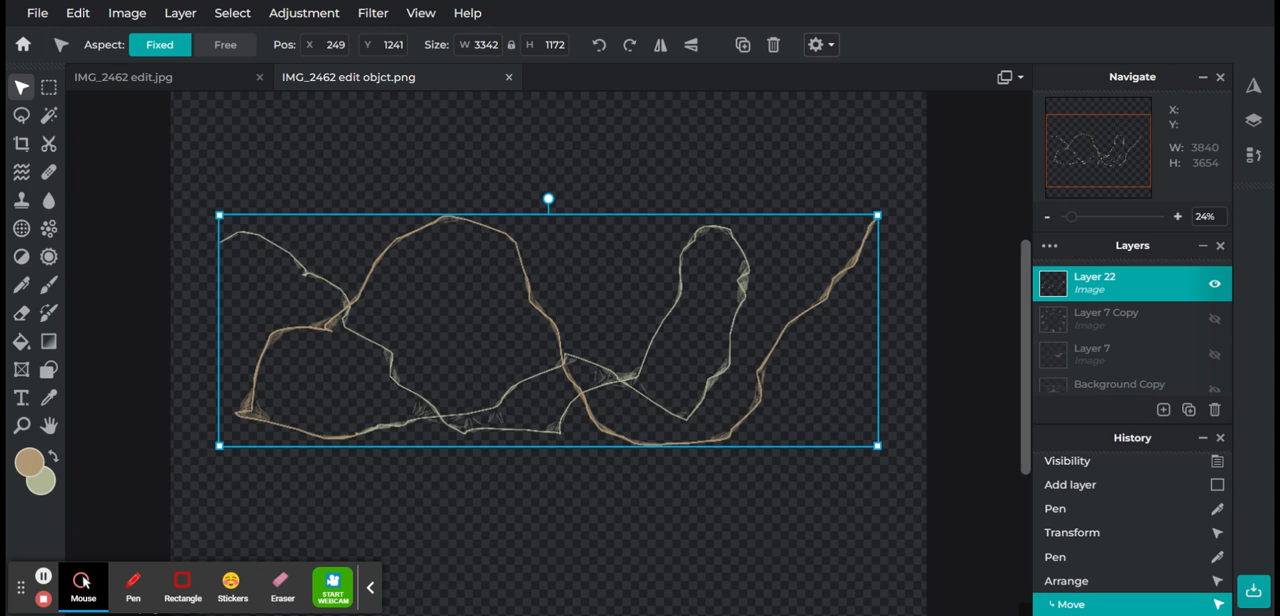 File Edit Image Layer Select Adjustment Filter View Help
Aspect: Fixed Free Pos: X 249 Y 1241 Size: W 3342 H 1172
IMG_2462 edit.jpg × IMG_2462 edit objct.png ×
Navigate
X:
Y:
W: 3840
H: 3654
- + 24%
Layers
Layer 22
Image
Layer 7 Copy
Image
Layer 7
Image
Background Copy
History
Visibility
Add layer
Pen
Transform
Pen
Arrange
Move
T
Mouse Pen Rectangle Stickers Eraser START
WEBCAM